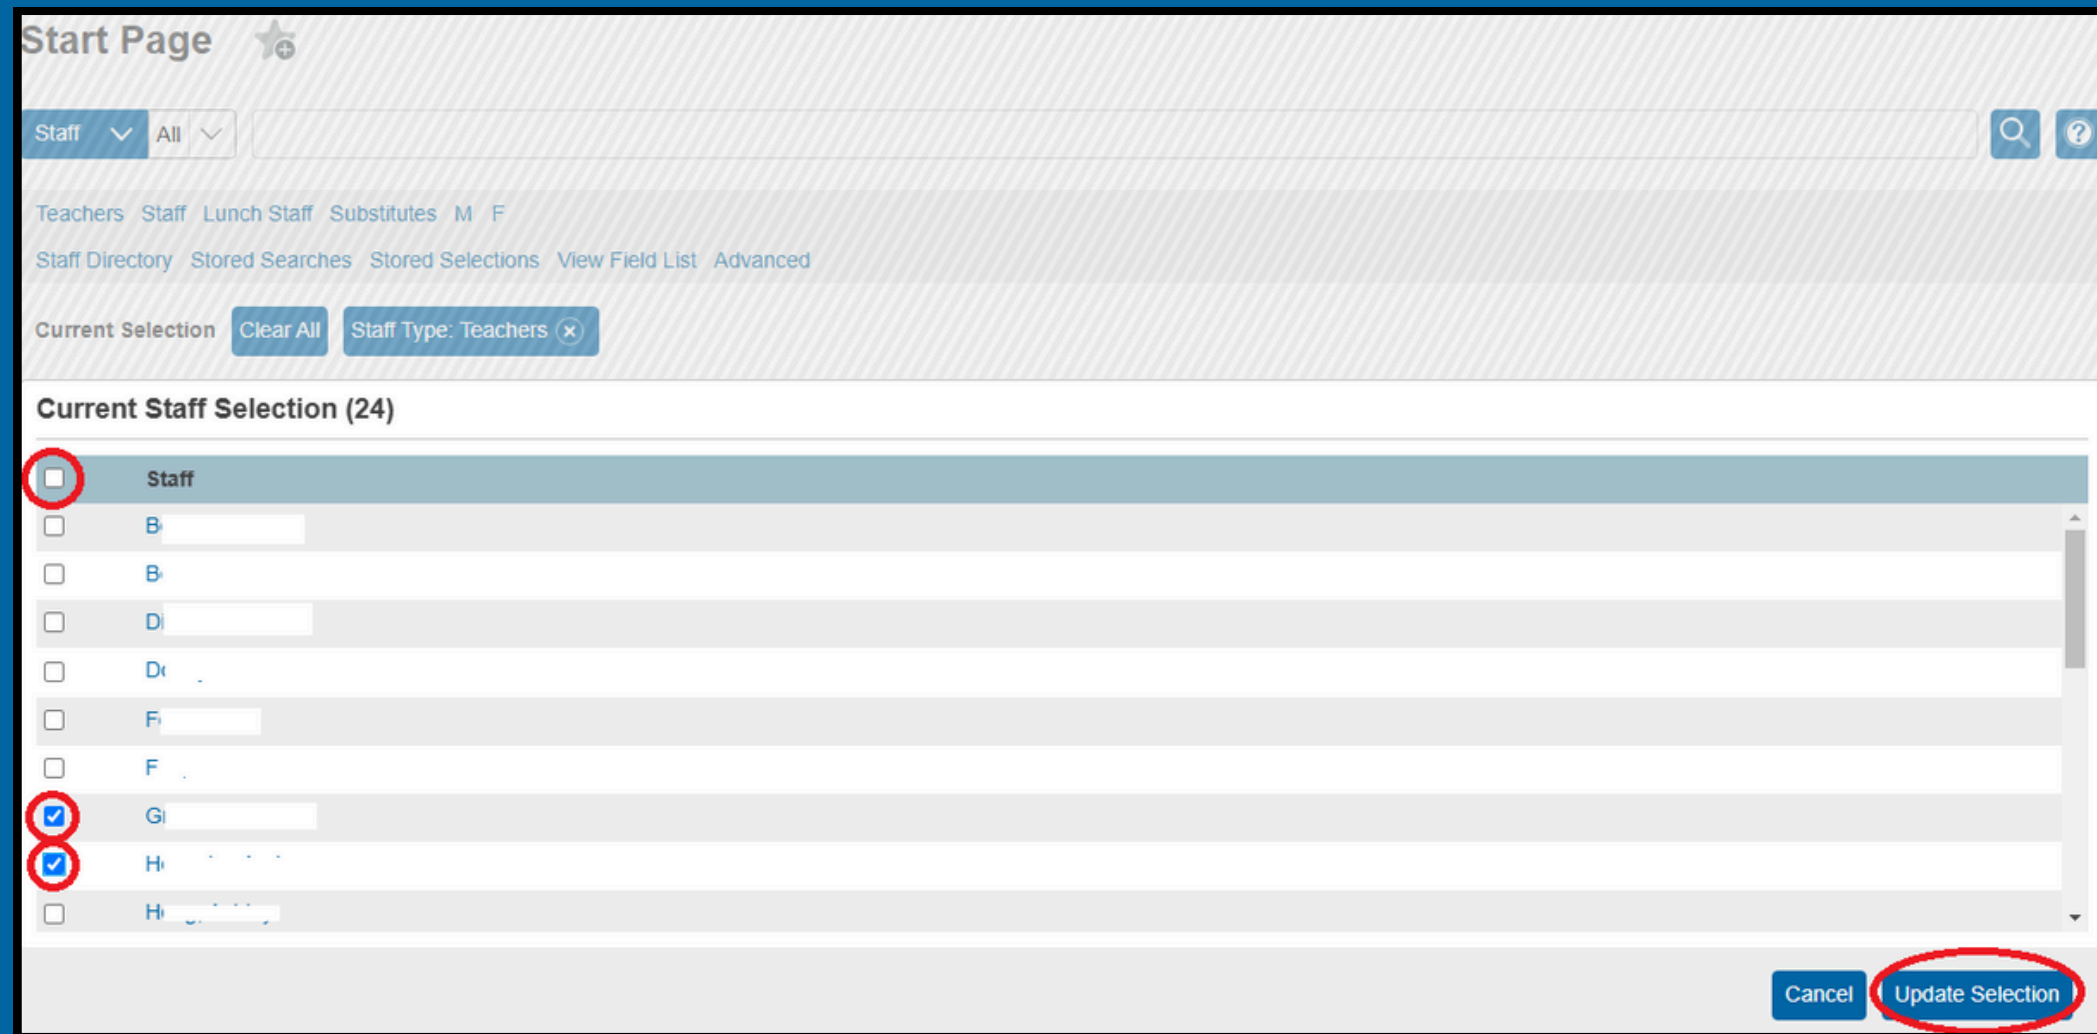 Start Page
Staff All
Teachers Staff Lunch Staff Substitutes M F
Staff Directory Stored Searches Stored Selections View Field List Advanced
Current Selection Clear All Staff Type: Teachers
Current Staff Selection (24)
Staff
Cancel Update Selection